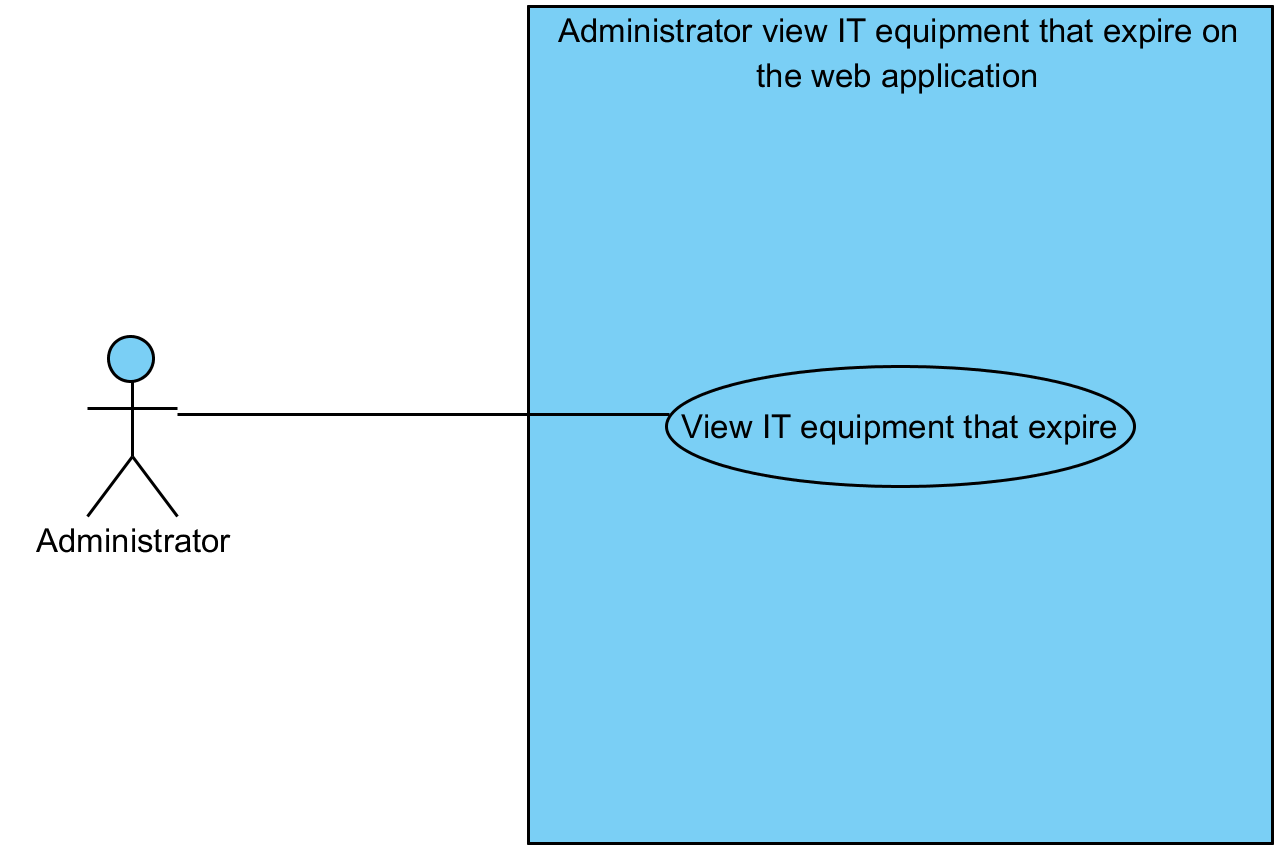 Administrator view IT equipment that expire on
the web application
View IT equipment that expire
Administrator